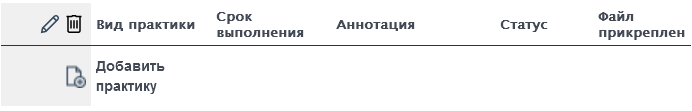 Вид практики
Срок
выполнения
Аннотация
Статус
Файл
прикреплен
Добавить
практику